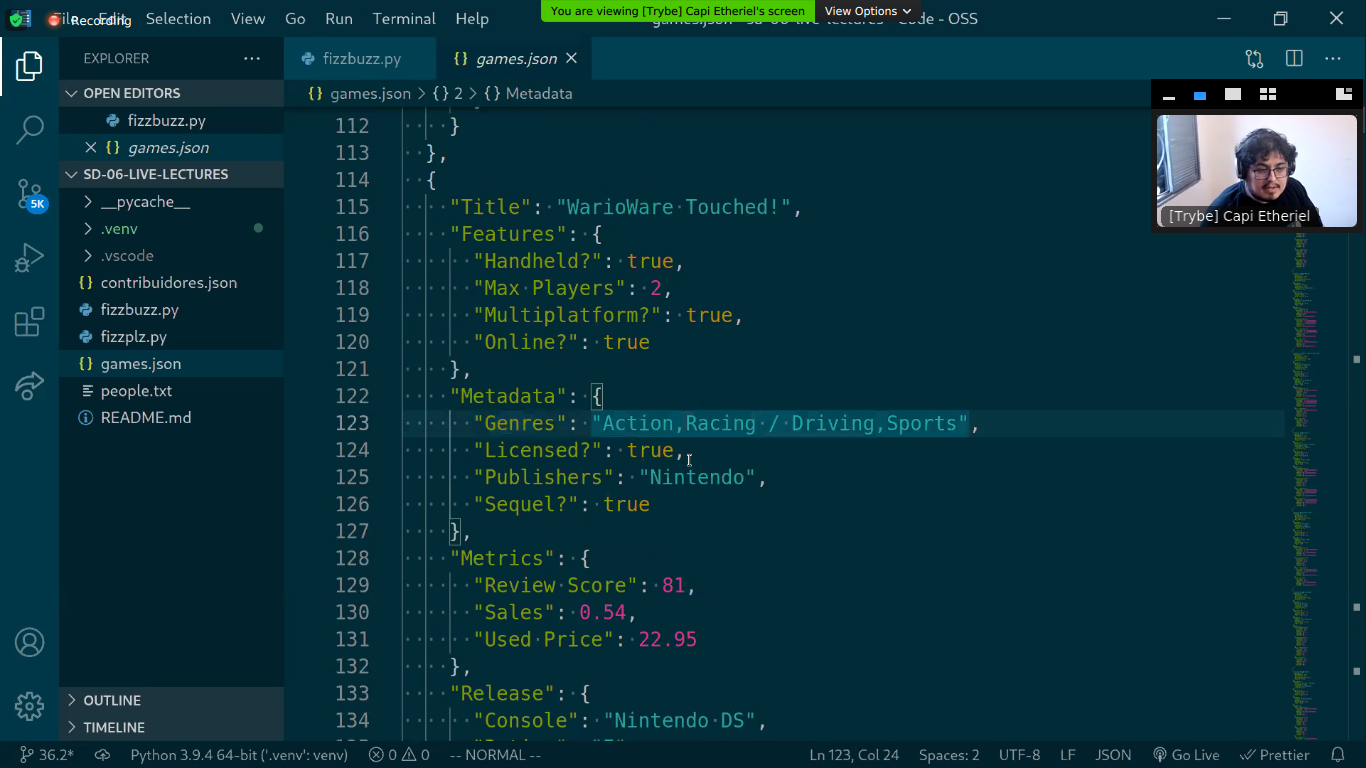 Recording
File Edit Selection View Go Run Terminal Help
You are viewing [Trybe] Capi Etheriel's screen
View Options
games.json - sd-06-live-lectures - Code - OSS
EXPLORER
fizzbuzz.py
{} games.json
OPEN EDITORS
{} games.json > {} 2 > {} Metadata
fizzbuzz.py
{} games.json
SD-06-LIVE-LECTURES
__pycache__
.venv
.vscode
{} contribuidores.json
fizzbuzz.py
fizzplz.py
{} games.json
people.txt
README.md
5K
OUTLINE
TIMELINE
112 }
113 },
114 {
115 "Title": "WarioWare Touched!",
116 "Features": {
117 "Handheld?": true,
118 "Max Players": 2,
119 "Multiplatform?": true,
120 "Online?": true
121 },
122 "Metadata": {
123 "Genres": "Action,Racing / Driving,Sports",
124 "Licensed?": true,
125 "Publishers": "Nintendo",
126 "Sequel?": true
127 },
128 "Metrics": {
129 "Review Score": 81,
130 "Sales": 0.54,
131 "Used Price": 22.95
132 },
133 "Release": {
134 "Console": "Nintendo DS",
[Trybe] Capi Etheriel
36.2* Python 3.9.4 64-bit ('.venv': venv) 0 0 -- NORMAL -- Ln 123, Col 24 Spaces: 2 UTF-8 LF JSON Go Live Prettier